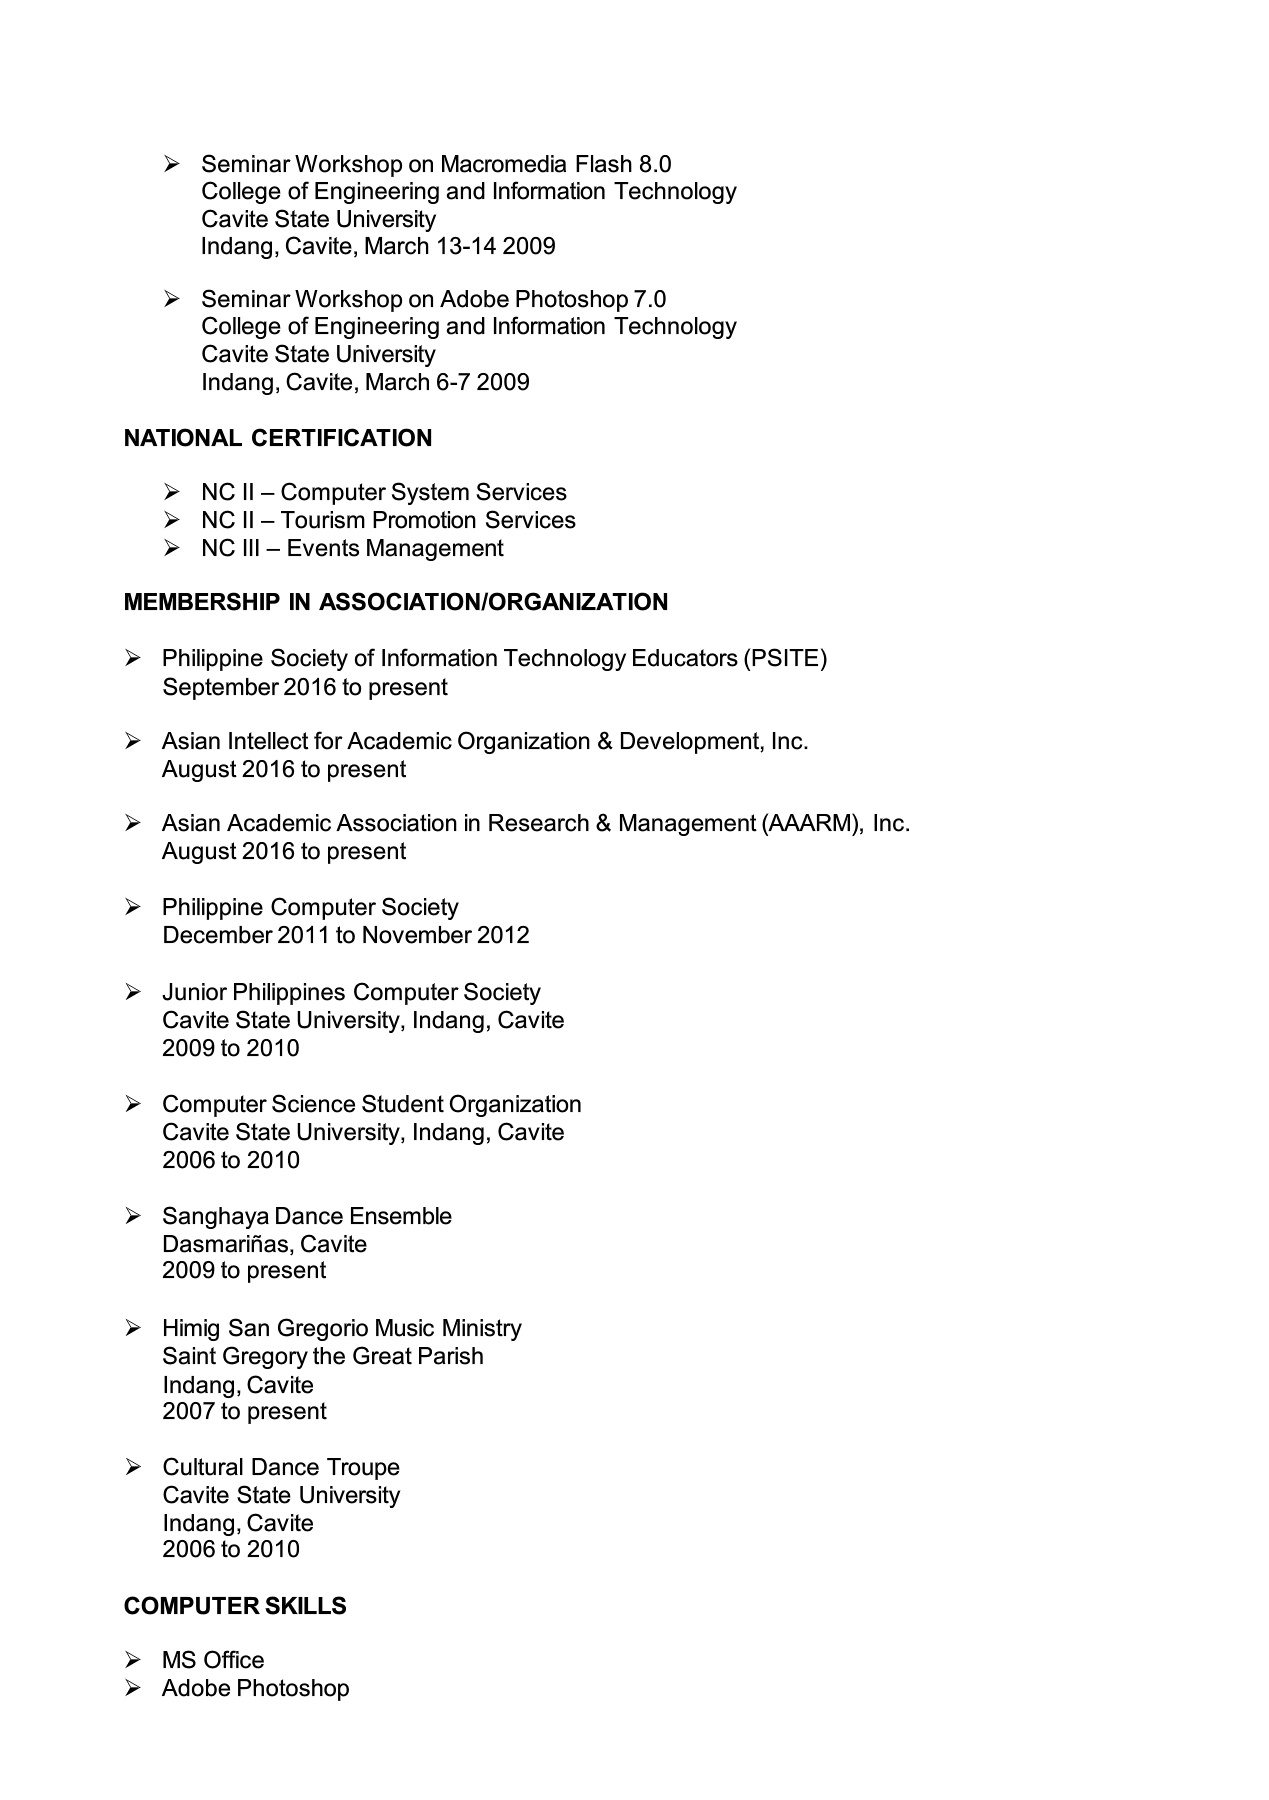 ➢ Seminar Workshop on Macromedia Flash 8.0
College of Engineering and Information Technology
Cavite State University
Indang, Cavite, March 13-14 2009
➢ Seminar Workshop on Adobe Photoshop 7.0
College of Engineering and Information Technology
Cavite State University
Indang, Cavite, March 6-7 2009
NATIONAL CERTIFICATION
➢ NC II – Computer System Services
➢ NC II – Tourism Promotion Services
➢ NC III – Events Management
MEMBERSHIP IN ASSOCIATION/ORGANIZATION
➢ Philippine Society of Information Technology Educators (PSITE)
September 2016 to present
➢ Asian Intellect for Academic Organization & Development, Inc.
August 2016 to present
➢ Asian Academic Association in Research & Management (AAARM), Inc.
August 2016 to present
➢ Philippine Computer Society
December 2011 to November 2012
➢ Junior Philippines Computer Society
Cavite State University, Indang, Cavite
2009 to 2010
➢ Computer Science Student Organization
Cavite State University, Indang, Cavite
2006 to 2010
➢ Sanghaya Dance Ensemble
Dasmariñas, Cavite
2009 to present
➢ Himig San Gregorio Music Ministry
Saint Gregory the Great Parish
Indang, Cavite
2007 to present
➢ Cultural Dance Troupe
Cavite State University
Indang, Cavite
2006 to 2010
COMPUTER SKILLS
➢ MS Office
➢ Adobe Photoshop